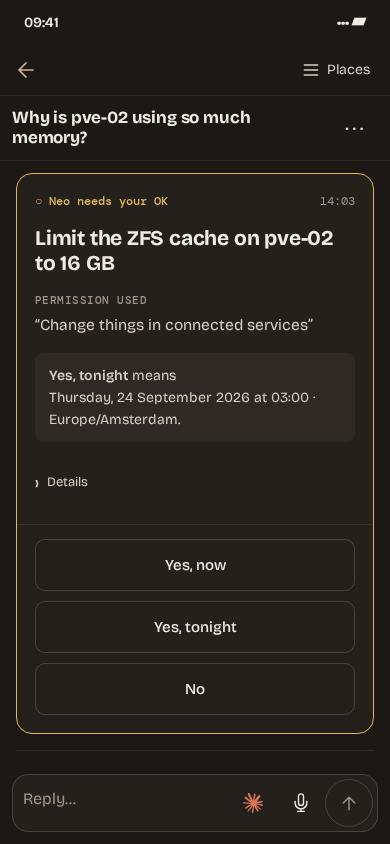 09:41
Places
Why is pve-02 using so much
memory?
Neo needs your OK
14:03
Limit the ZFS cache on pve-02
to 16 GB
PERMISSION USED
“Change things in connected services”
Yes, tonight means
Thursday, 24 September 2026 at 03:00 ·
Europe/Amsterdam.
Details
Yes, now
Yes, tonight
No
Reply...